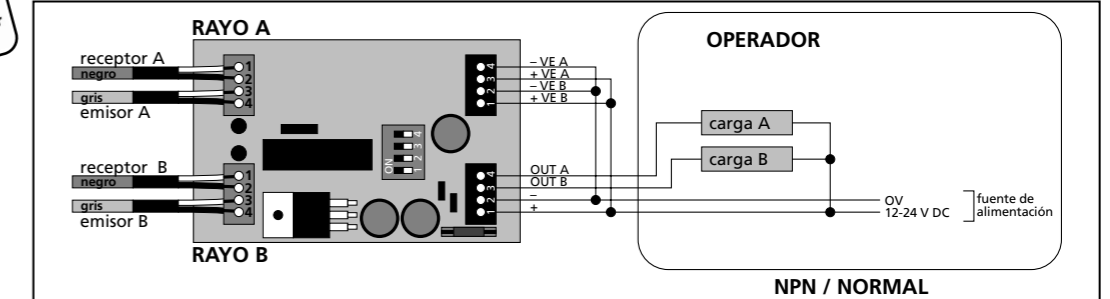 RAYO A
receptor A
negro
gris
emisor A
1
2
3
4
receptor B
negro
gris
emisor B
1
2
3
4
RAYO B
ON
1 2 3 4
4
3
2
1
– VE A
+ VE A
– VE B
+ VE B
4
3
2
1
OUT A
OUT B
–
+
OPERADOR
carga A
carga B
OV
12-24 V DC
fuente de
alimentación
NPN / NORMAL